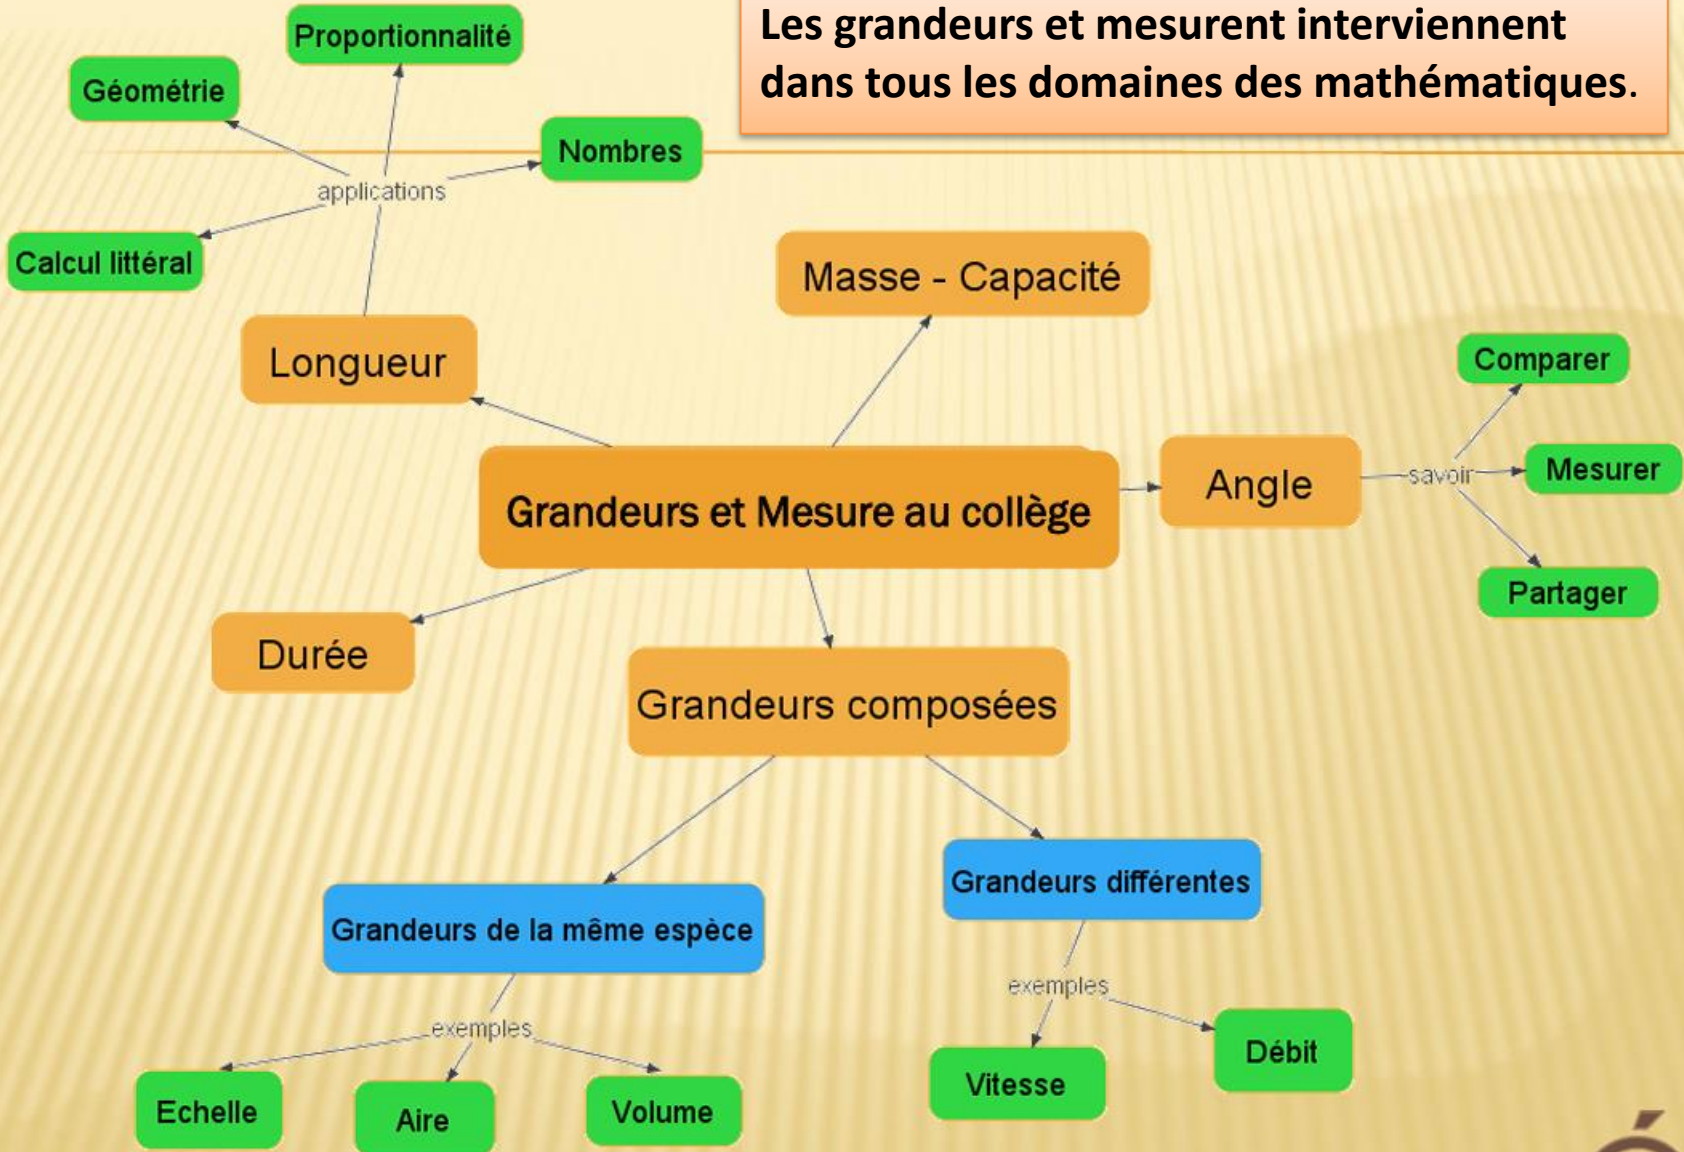 Les grandeurs et mesurent interviennent
dans tous les domaines des mathématiques.
Proportionnalité
Géométrie
Nombres
applications
Calcul littéral
Masse - Capacité
Longueur
Comparer
Mesurer
savoir
Angle
Grandeurs et Mesure au collège
Partager
Durée
Grandeurs composées
Grandeurs différentes
Grandeurs de la même espèce
exemples
exemples
Débit
Vitesse
Echelle
Aire
Volume